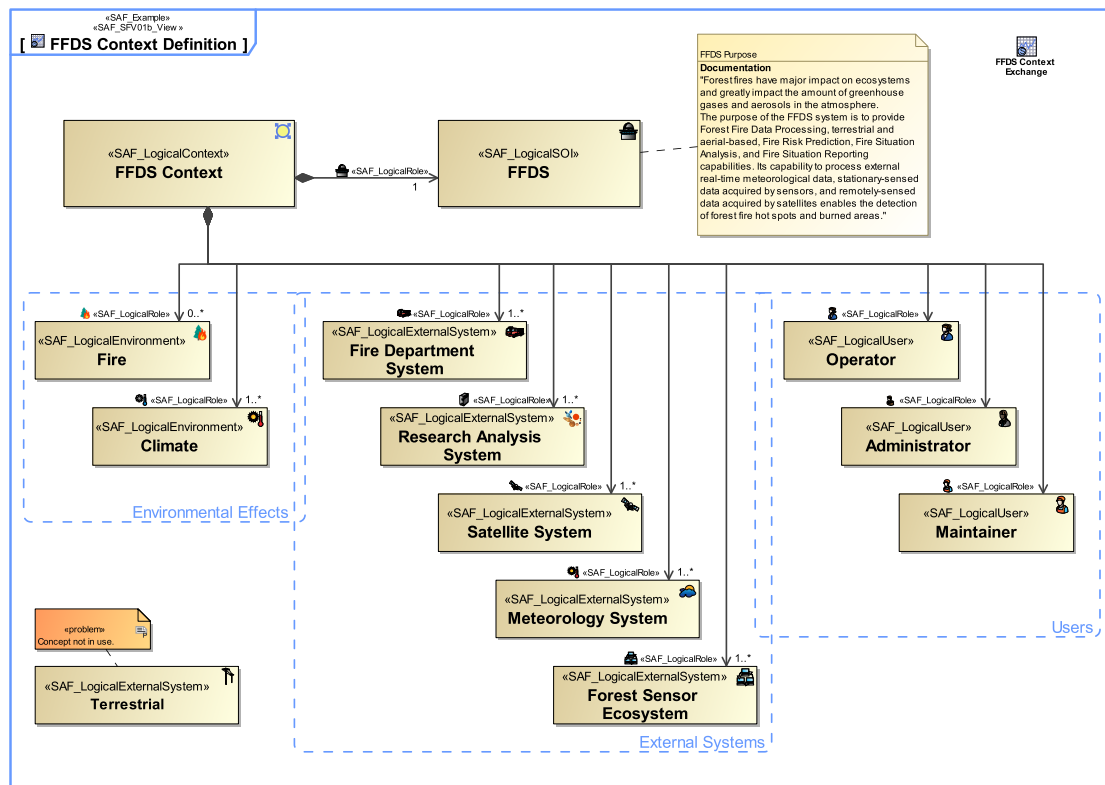 «SAF_Example»
«SAF_SFV01b_View »
[ FFDS Context Definition ]
FFDS Purpose
Documentation
"Forest fires have major impact on ecosystems
and greatly impact the amount of greenhouse
gases and aerosols in the atmosphere.
The purpose of the FFDS system is to provide
Forest Fire Data Processing, terrestrial and
aerial-based, Fire Risk Prediction, Fire Situation
Analysis, and Fire Situation Reporting
capabilities. Its capability to process external
real-time meteorological data, stationary-sensed
data acquired by sensors, and remotely-sensed
data acquired by satellites enables the detection
of forest fire hot spots and burned areas."
FFDS Context
Exchange
«SAF_LogicalContext»
FFDS Context
«SAF_LogicalRole»
1
«SAF_LogicalSOI»
FFDS
«SAF_LogicalRole» 0..*
«SAF_LogicalEnvironment»
Fire
«SAF_LogicalRole» 1..*
«SAF_LogicalEnvironment»
Climate
Environmental Effects
«SAF_LogicalRole» 1..*
«SAF_LogicalExternalSystem»
Fire Department
System
«SAF_LogicalRole» 1..*
«SAF_LogicalExternalSystem»
Research Analysis
System
«SAF_LogicalRole» 1..*
«SAF_LogicalExternalSystem»
Satellite System
«SAF_LogicalRole» 1..*
«SAF_LogicalExternalSystem»
Meteorology System
«SAF_LogicalRole» 1..*
«SAF_LogicalExternalSystem»
Forest Sensor
Ecosystem
External Systems
«SAF_LogicalRole»
«SAF_LogicalUser»
Operator
«SAF_LogicalRole»
«SAF_LogicalUser»
Administrator
«SAF_LogicalRole»
«SAF_LogicalUser»
Maintainer
Users
«problem»
Concept not in use.
«SAF_LogicalExternalSystem»
Terrestrial